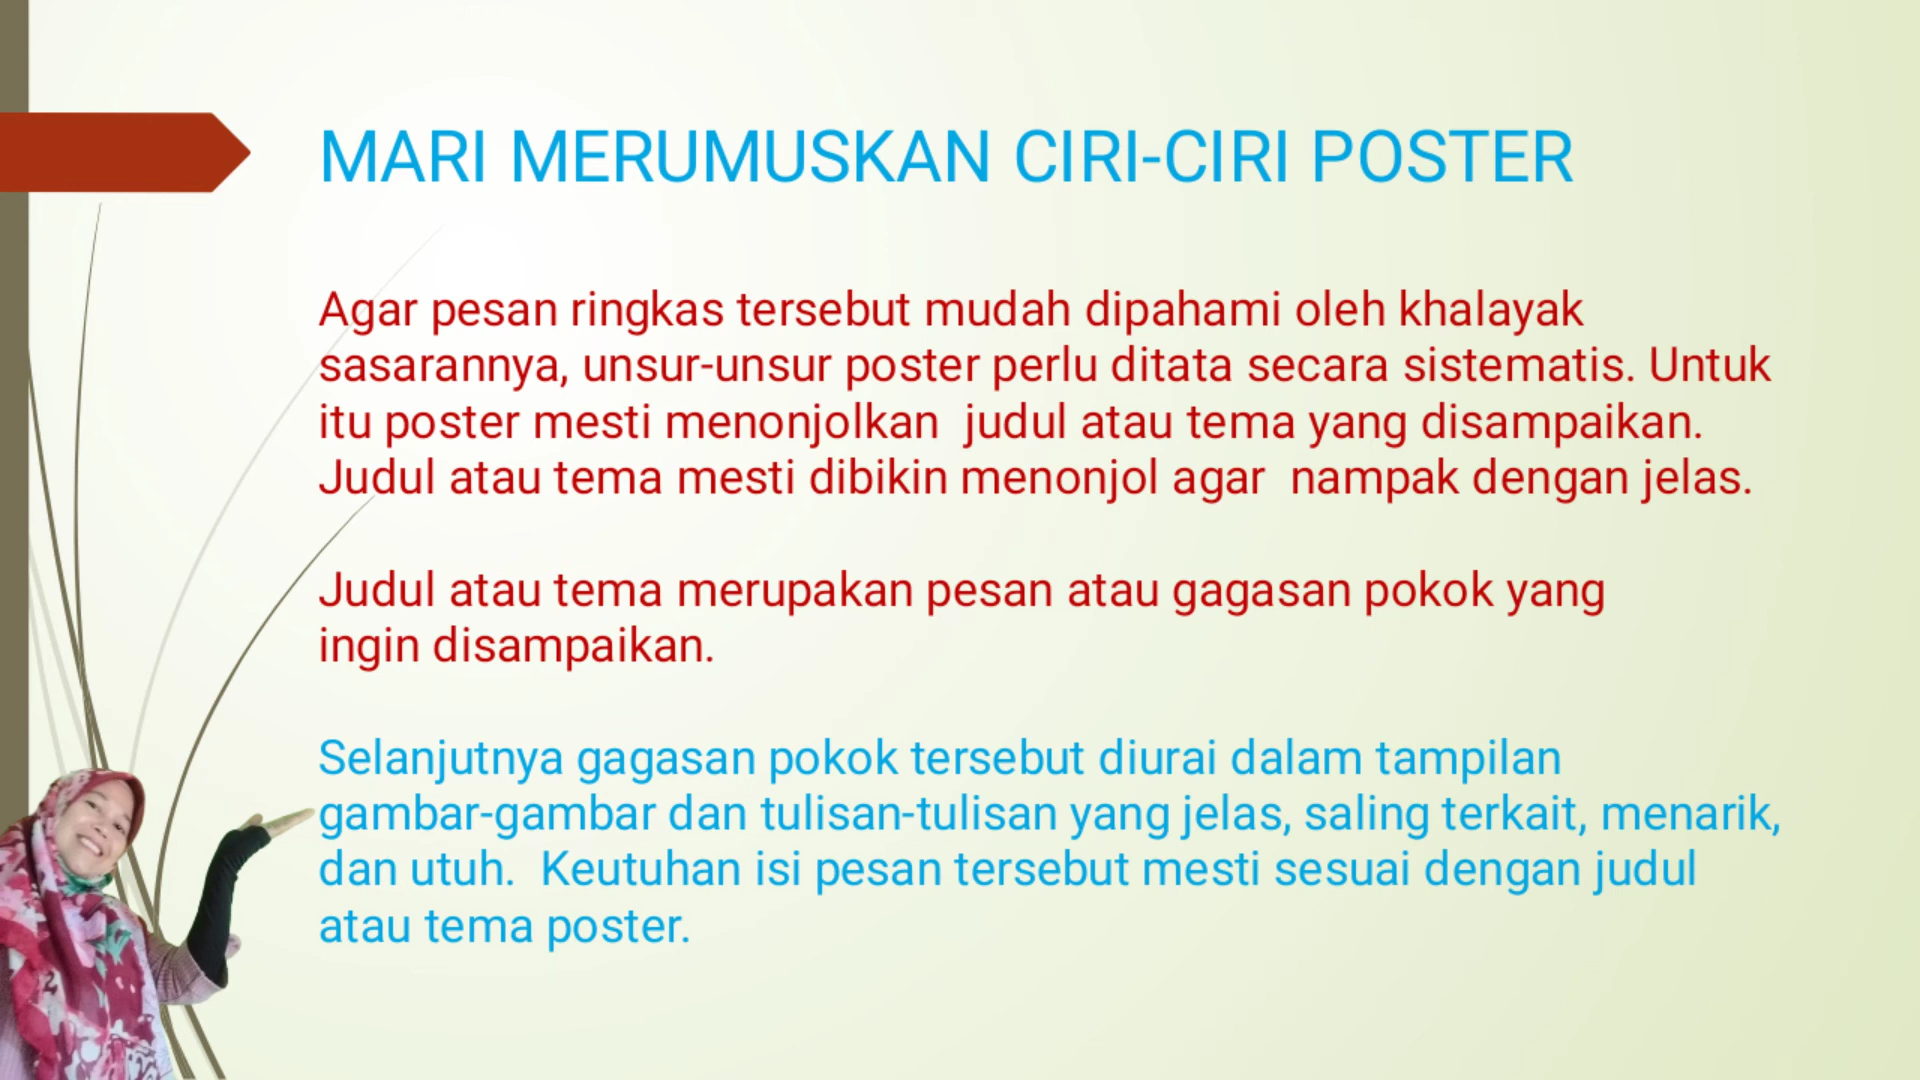 MARI MERUMUSKAN CIRI-CIRI POSTER
Agar pesan ringkas tersebut mudah dipahami oleh khalayak
sasarannya, unsur-unsur poster perlu ditata secara sistematis. Untuk
itu poster mesti menonjolkan  judul atau tema yang disampaikan.
Judul atau tema mesti dibikin menonjol agar  nampak dengan jelas.
Judul atau tema merupakan pesan atau gagasan pokok yang
ingin disampaikan.
Selanjutnya gagasan pokok tersebut diurai dalam tampilan
gambar-gambar dan tulisan-tulisan yang jelas, saling terkait, menarik,
dan utuh.  Keutuhan isi pesan tersebut mesti sesuai dengan judul
atau tema poster.